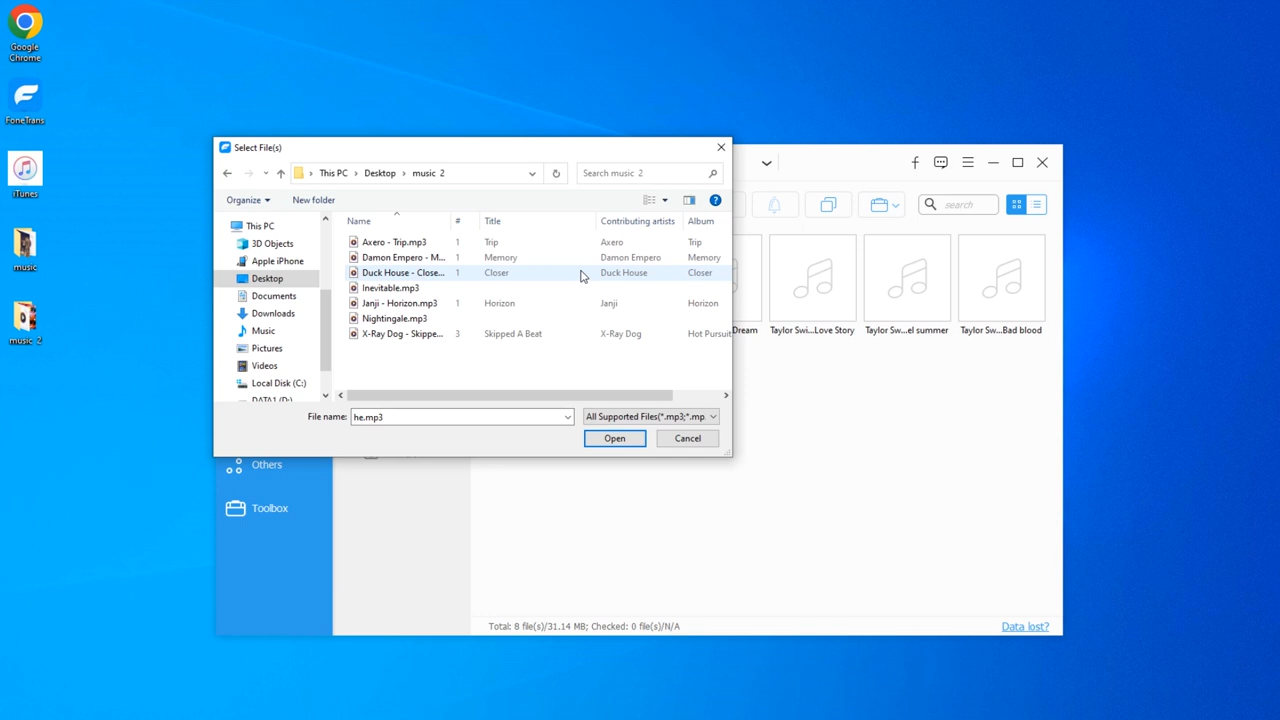 Google
Chrome
FoneTrans
iTunes
music
music 2
Select File(s)
This PC
Desktop
music 2
Search music 2
Organize
New folder
This PC
3D Objects
Apple iPhone
Desktop
Documents
Downloads
Music
Pictures
Videos
Local Disk (C:)
DATA1 (D:)
Name # Title Contributing artists Album
Axero - Trip.mp3 1 Trip Axero Trip
Damon Empero - M... 1 Memory Damon Empero Memory
Duck House - Close... 1 Closer Duck House Closer
Inevitable.mp3
Janji - Horizon.mp3 1 Horizon Janji Horizon
Nightingale.mp3
X-Ray Dog - Skippe... 3 Skipped A Beat X-Ray Dog Hot Pursuit
File name: he.mp3 All Supported Files(*.mp3;*.mp
Open Cancel
search
Dream Taylor Swi...Love Story Taylor Sw...el summer Taylor Sw...Bad blood
Others
Toolbox
Total: 8 file(s)/31.14 MB; Checked: 0 file(s)/N/A
Data lost?